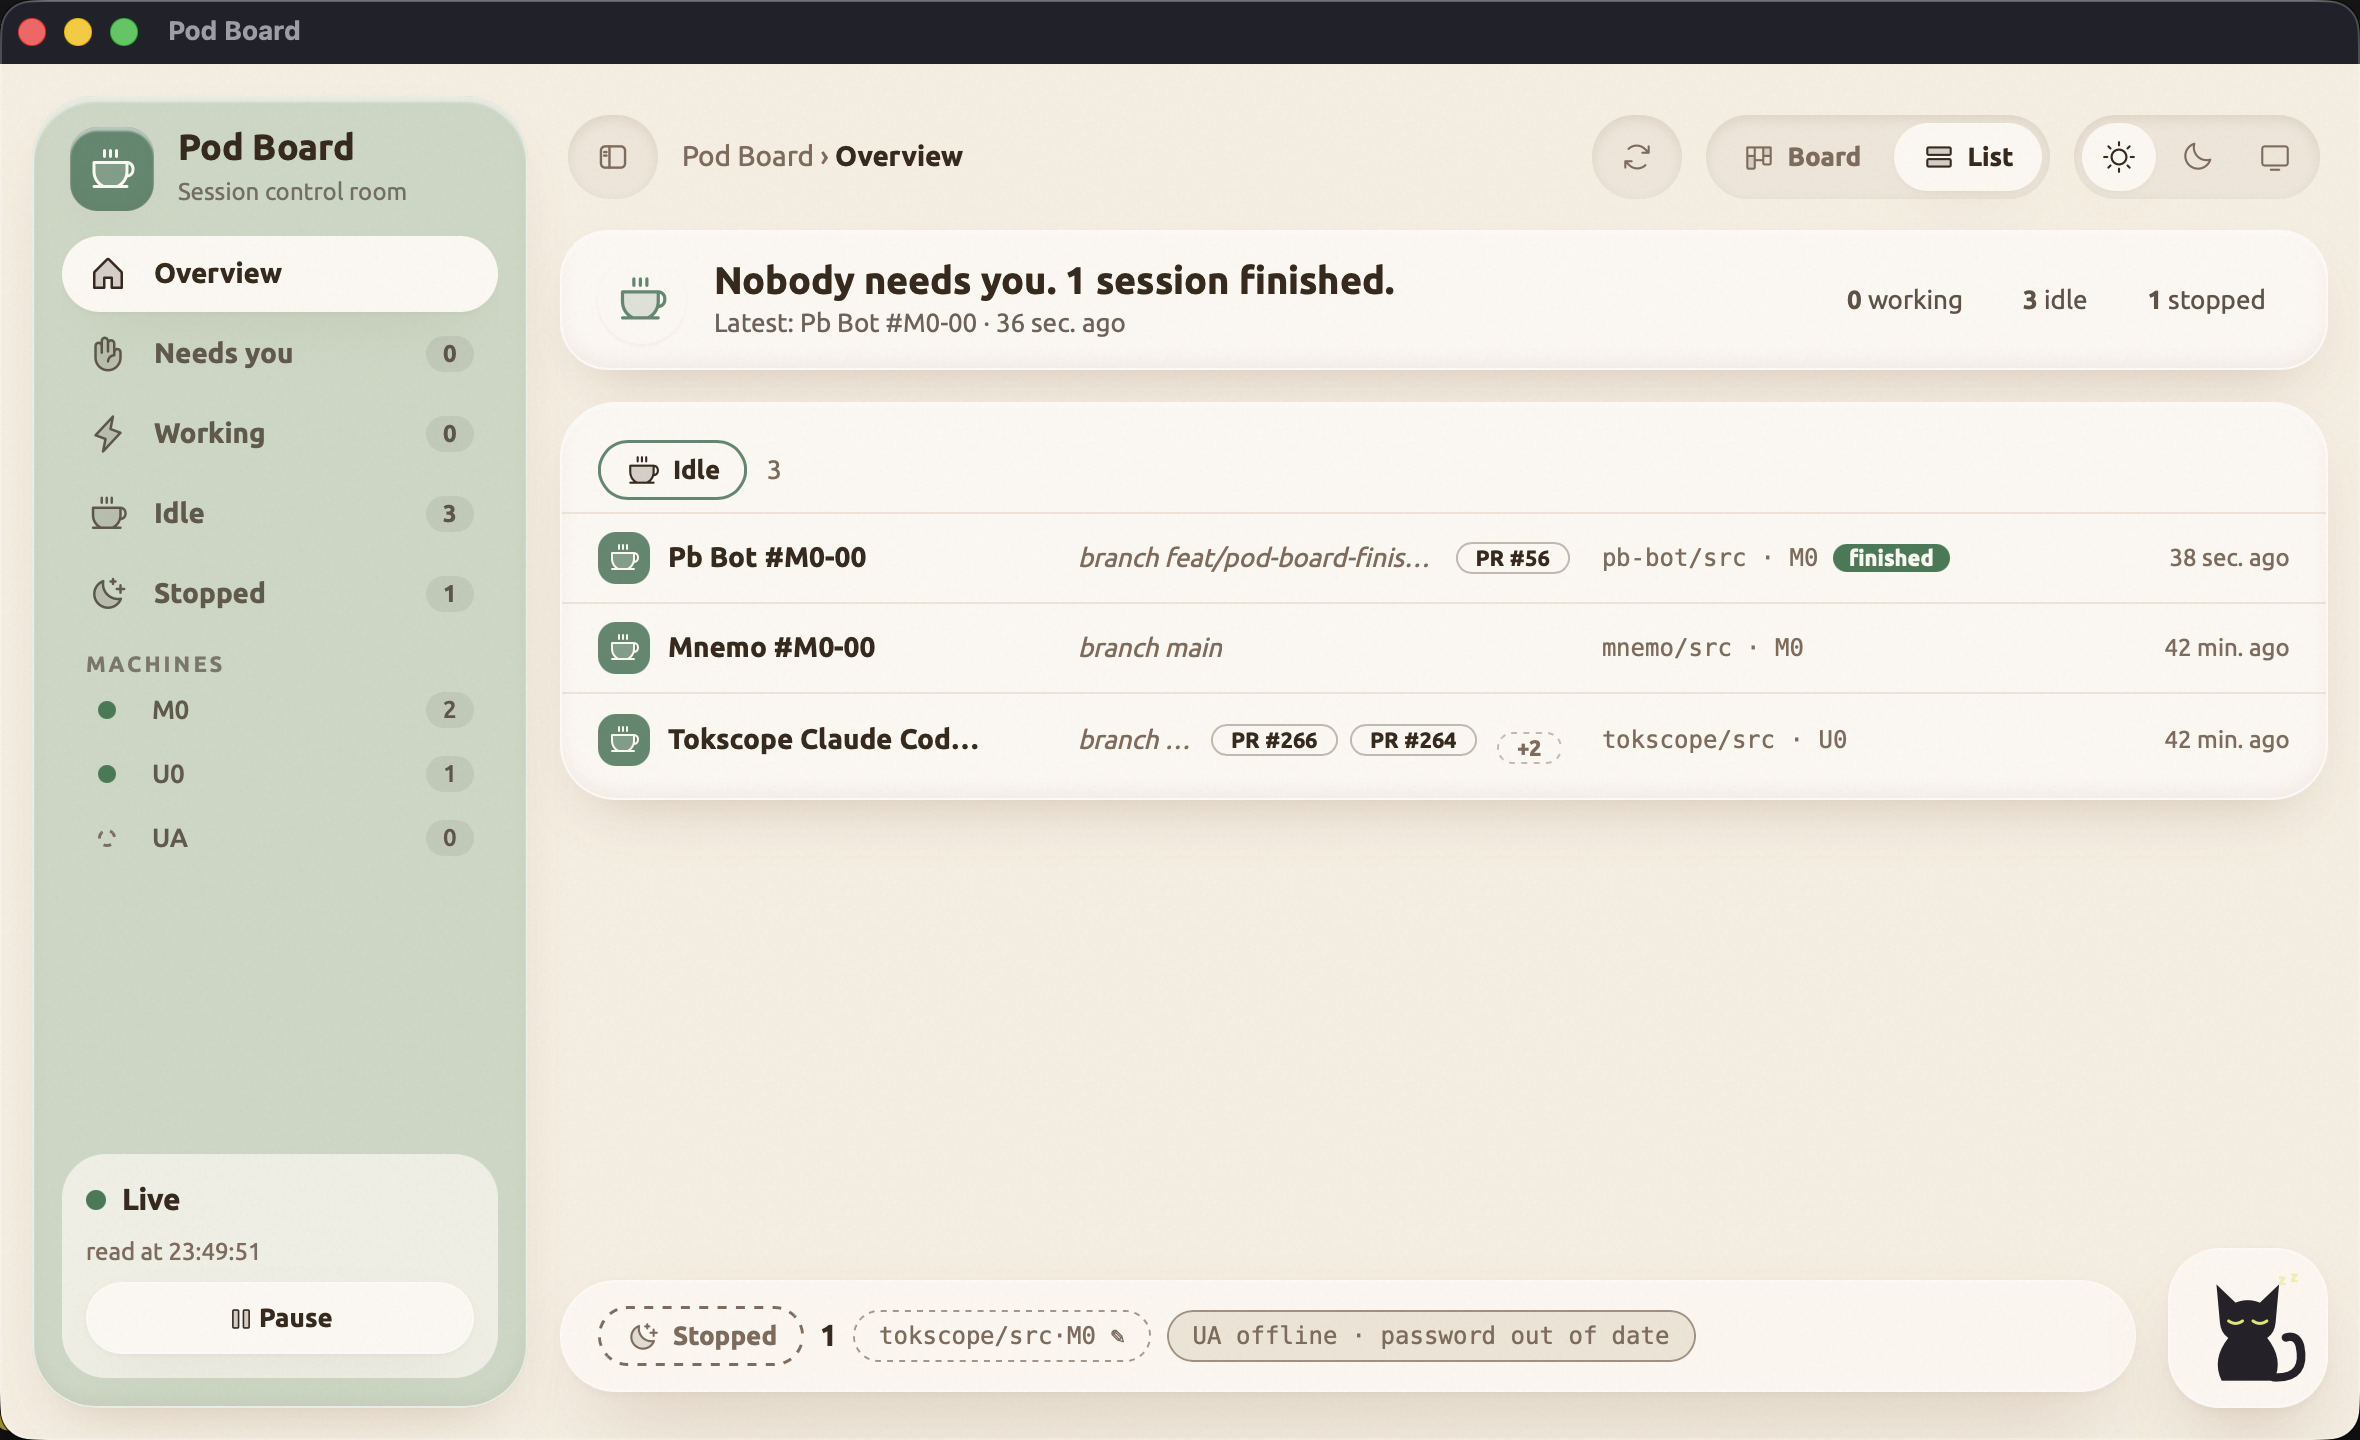 Pod Board
Pod Board
Session control room
Overview
Needs you 0
Working 0
Idle 3
Stopped 1
MACHINES
M0 2
U0 1
UA 0
Live
read at 23:49:51
Pause
Pod Board › Overview
Board
List
Nobody needs you. 1 session finished.
Latest: Pb Bot #M0-00 · 36 sec. ago
0 working 3 idle 1 stopped
Idle 3
Pb Bot #M0-00 branch feat/pod-board-finis… PR #56 pb-bot/src · M0 finished 38 sec. ago
Mnemo #M0-00 branch main mnemo/src · M0 42 min. ago
Tokscope Claude Cod… branch … PR #266 PR #264 +2 tokscope/src · U0 42 min. ago
Stopped 1 tokscope/src·M0 ✎ UA offline · password out of date
z z